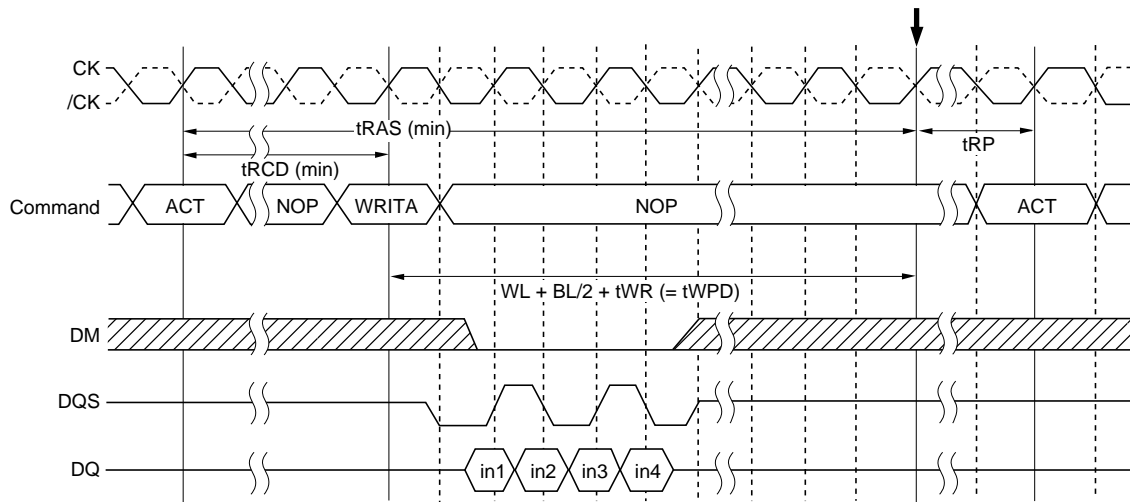 CK
/CK
tRAS (min)
tRP
tRCD (min)
Command
ACT
NOP
WRITA
NOP
ACT
WL + BL/2 + tWR (= tWPD)
DM
DQS
DQ
in1
in2
in3
in4